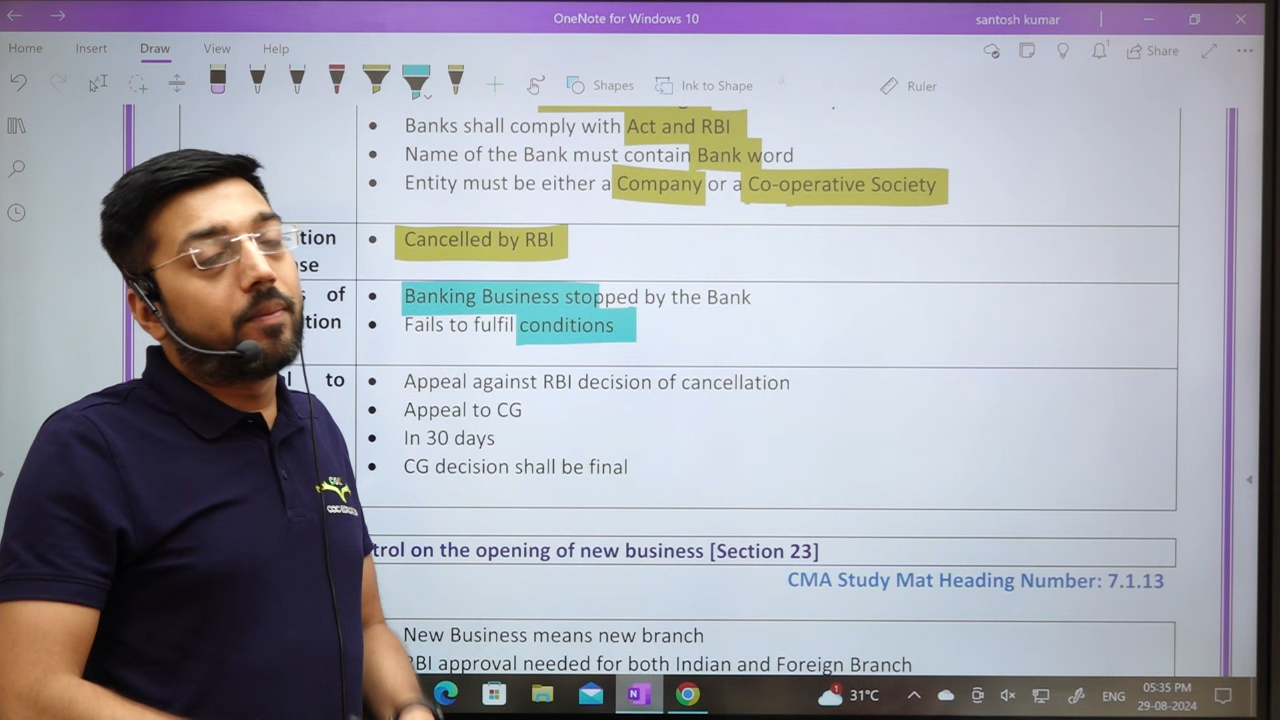 OneNote for Windows 10
santosh kumar
Home Insert Draw View Help
Share
Shapes
Ink to Shape
Ruler
Banks shall comply with Act and RBI
Name of the Bank must contain Bank word
Entity must be either a Company or a Co-operative Society
tion
se
Cancelled by RBI
of
tion
Banking Business stopped by the Bank
Fails to fulfil conditions
l to
Appeal against RBI decision of cancellation
Appeal to CG
In 30 days
CG decision shall be final
trol on the opening of new business [Section 23]
CMA Study Mat Heading Number: 7.1.13
New Business means new branch
RBI approval needed for both Indian and Foreign Branch
31°C
ENG
05:35 PM
29-08-2024